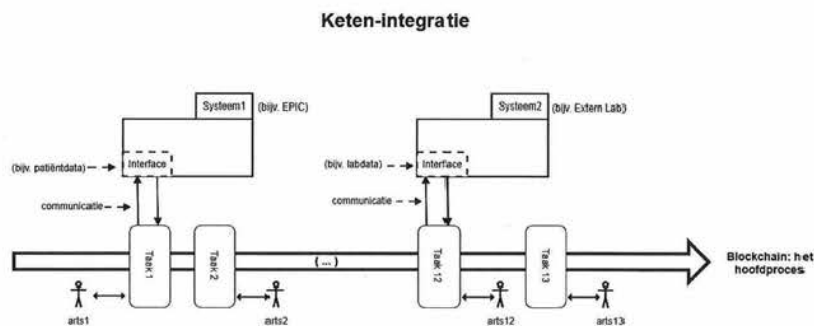 Keten-integratie
Systeem1
(bijv. EPIC)
Systeem2
(bijv. Extern Lab)
(bijv. patiëntdata)
Interface
(bijv. labdata)
Interface
communicatie
communicatie
Taak 1
Taak 2
(...)
Taak 12
Taak 13
Blockchain: het
hoofdproces
arts1
arts2
arts12
arts13